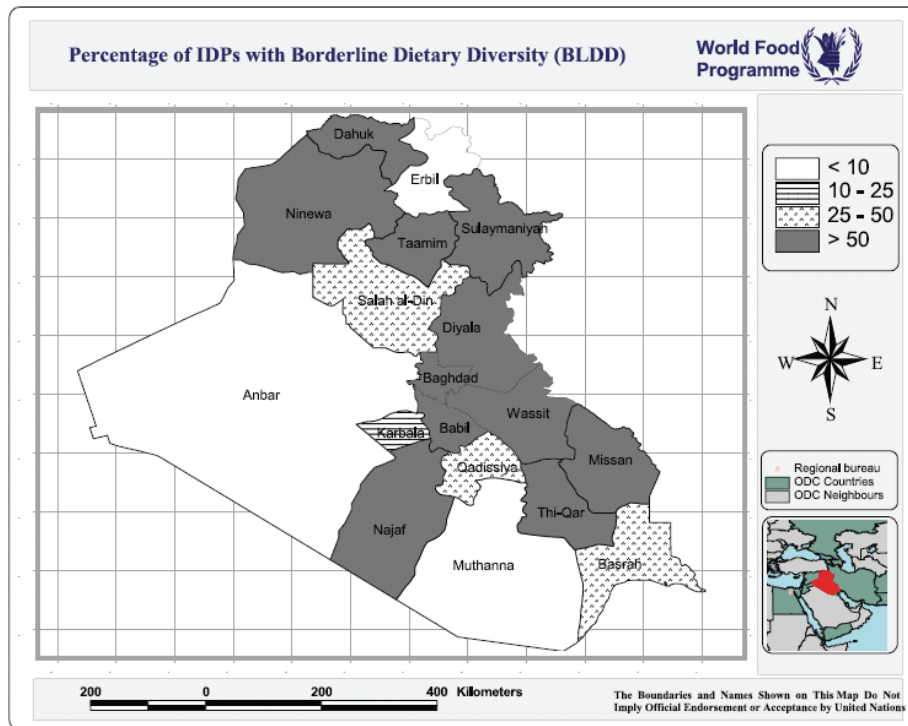 Percentage of IDPs with Borderline Dietary Diversity (BLDD)
World Food
Programme
Dahuk
Erbil
Ninewa
Taamim
Sulaymaniyah
Salah al-Din
Diyala
Baghdad
Anbar
Wassit
Karbala
Babil
Missan
Qadissiya
Thi-Qar
Najaf
Muthanna
Basrah
< 10
10 - 25
25 - 50
> 50
N
W
E
S
Regional bureau
ODC Countries
ODC Neighbours
200
0
200
400
Kilometers
The Boundaries and Names Shown on This Map Do Not
Imply Official Endorsement or Acceptance by United Nations